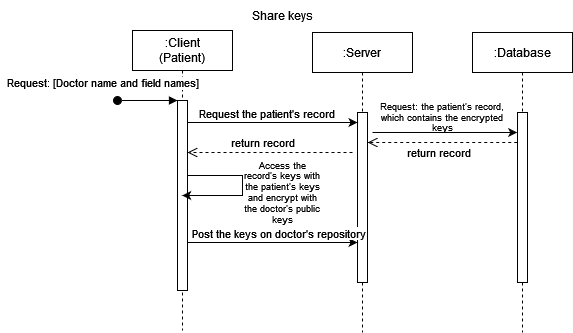 Share keys
:Client
(Patient)
:Server
:Database
Request: [Doctor name and field names]
Request the patient's record
Request: the patient's record,
which contains the encrypted
keys
return record
return record
Access the
record's keys with
the patient's keys
and encrypt with
the doctor's public
keys
Post the keys on doctor's repository